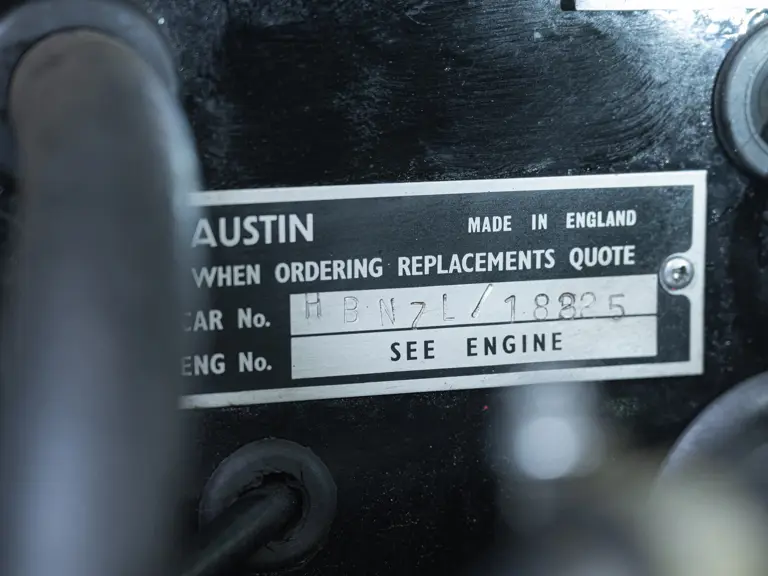 AUSTIN MADE IN ENGLAND
WHEN ORDERING REPLACEMENTS QUOTE
CAR No. HBN7L/18825
ENG No. SEE ENGINE